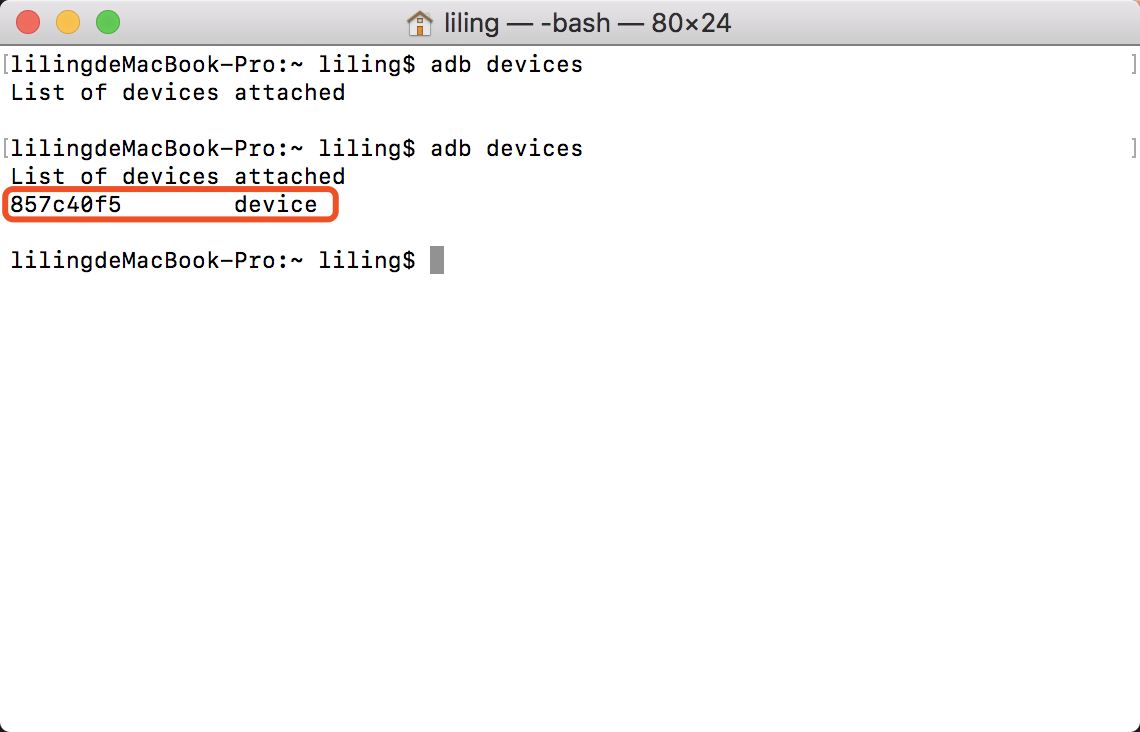 liling — -bash — 80×24
[lilingdeMacBook-Pro:~ liling$ adb devices ]
List of devices attached
[lilingdeMacBook-Pro:~ liling$ adb devices ]
List of devices attached
857c40f5        device
lilingdeMacBook-Pro:~ liling$